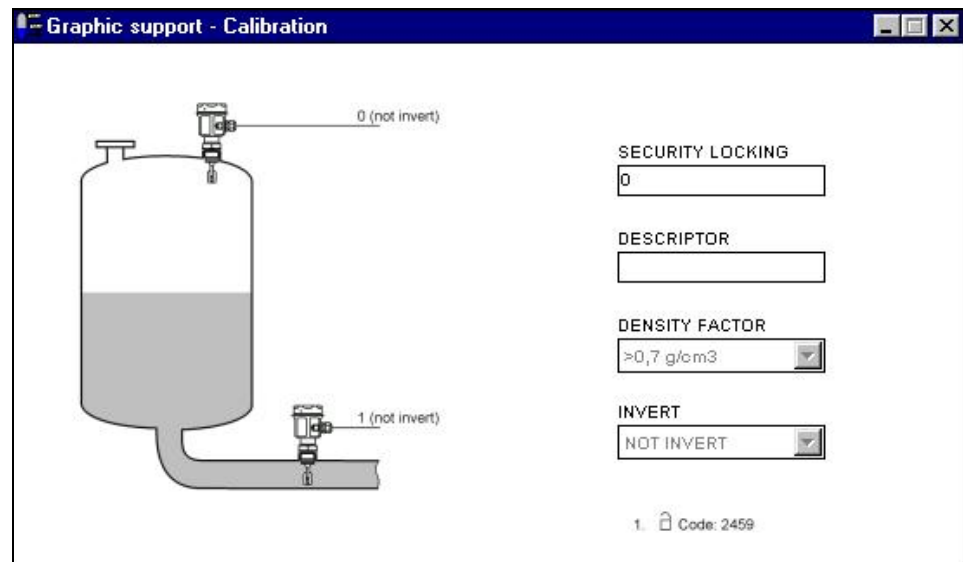 Graphic support - Calibration
0 (not invert)
SECURITY LOCKING
0
DESCRIPTOR
DENSITY FACTOR
>0,7 g/cm3
INVERT
1 (not invert)
NOT INVERT
1. Code: 2459